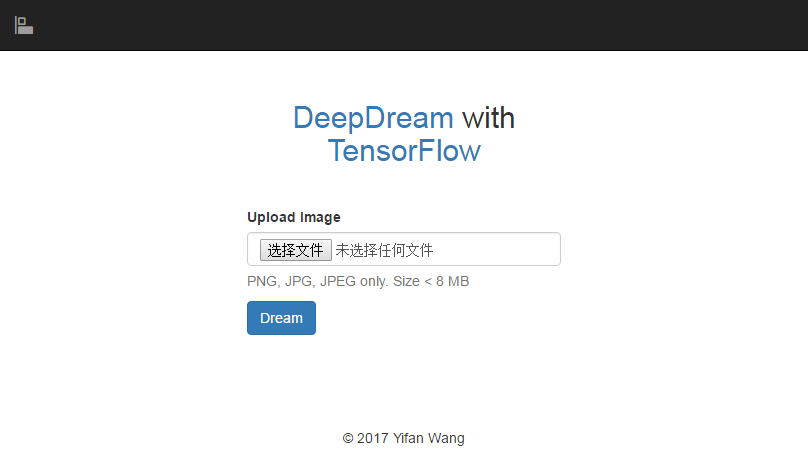 DeepDream with
TensorFlow
Upload Image
选择文件 未选择任何文件
PNG, JPG, JPEG only. Size < 8 MB
Dream
© 2017 Yifan Wang